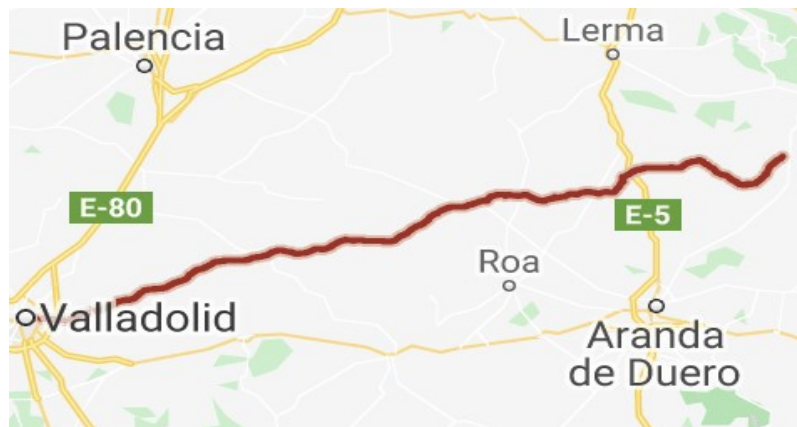 Palencia
Lerma
E-80
E-5
Roa
Valladolid
Aranda
de Duero